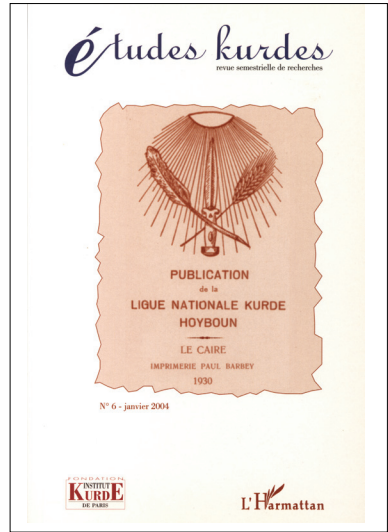 études kurdes
revue semestrielle de recherches
PUBLICATION
de la
LIGUE NATIONALE KURDE
HOYBOUN
LE CAIRE
IMPRIMERIE PAUL BARBEY
1930
N° 6 - janvier 2004
FONDATION
INSTITUT
KURDE
DE PARIS
L'Harmattan